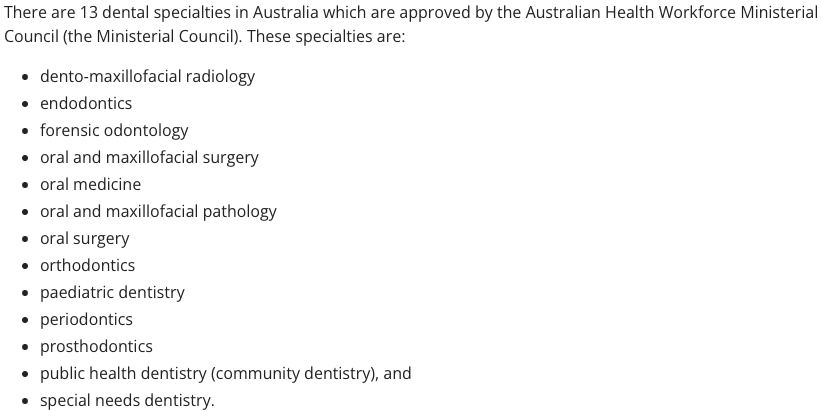 There are 13 dental specialties in Australia which are approved by the Australian Health Workforce Ministerial
Council (the Ministerial Council). These specialties are:
• dento-maxillofacial radiology
• endodontics
• forensic odontology
• oral and maxillofacial surgery
• oral medicine
• oral and maxillofacial pathology
• oral surgery
• orthodontics
• paediatric dentistry
• periodontics
• prosthodontics
• public health dentistry (community dentistry), and
• special needs dentistry.